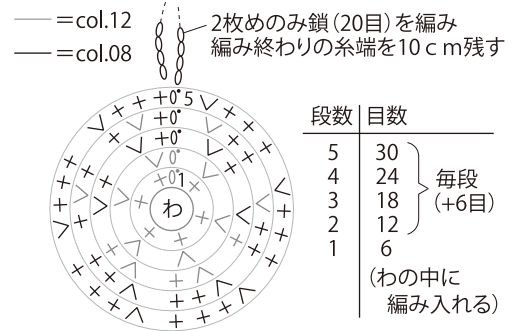 =col.12
=col.08
2枚めのみ鎖(20目)を編み
編み終わりの糸端を10cm残す
5
1
わ
段数 目数
5 30
4 24
3 18
2 12
1 6
毎段
(+6目)
(わの中に
編み入れる)